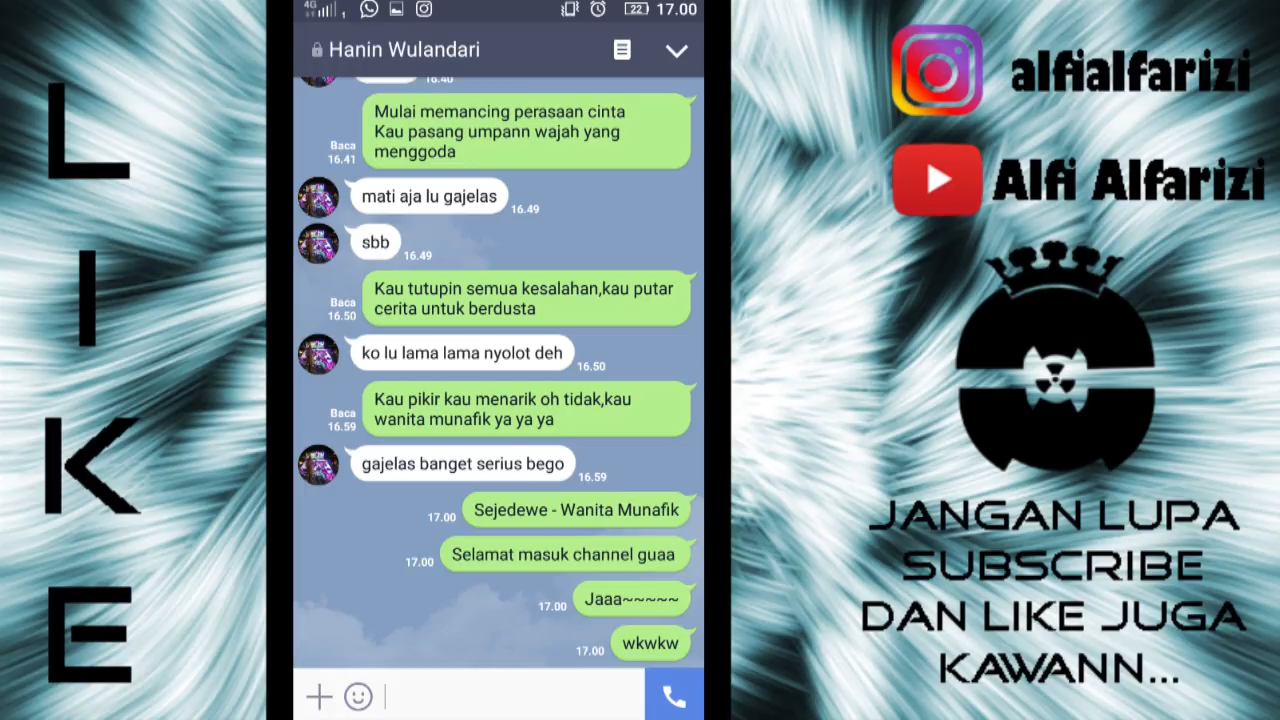 L
I
K
E
4G
1
22
17.00
Hanin Wulandari
16.40
Mulai memancing perasaan cinta
Kau pasang umpann wajah yang
menggoda
Baca
16.41
mati aja lu gajelas
16.49
sbb
16.49
Kau tutupin semua kesalahan,kau putar
cerita untuk berdusta
Baca
16.50
ko lu lama lama nyolot deh
16.50
Kau pikir kau menarik oh tidak,kau
wanita munafik ya ya ya
Baca
16.59
gajelas banget serius bego
16.59
Sejedewe - Wanita Munafik
17.00
Selamat masuk channel guaa
17.00
Jaaa~~~~~
17.00
wkwkw
17.00
alfialfarizi
Alfi Alfarizi
JANGAN LUPA
SUBSCRIBE
DAN LIKE JUGA
KAWANN...